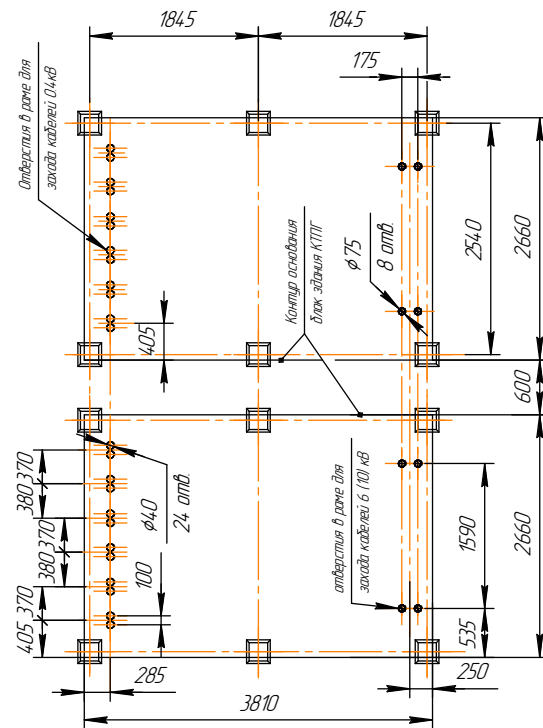 1845
1845
175
Отверстия в раме для
захода кабелей 0.4кВ
405
Контур основания
блок здания КТПГ
ϕ75
8 отв.
2540
2660
600
2660
370
380
370
380
370
405
ϕ40
24 отв.
100
отверстия в раме для
захода кабелей 6 (10) кВ
1590
535
285
250
3810